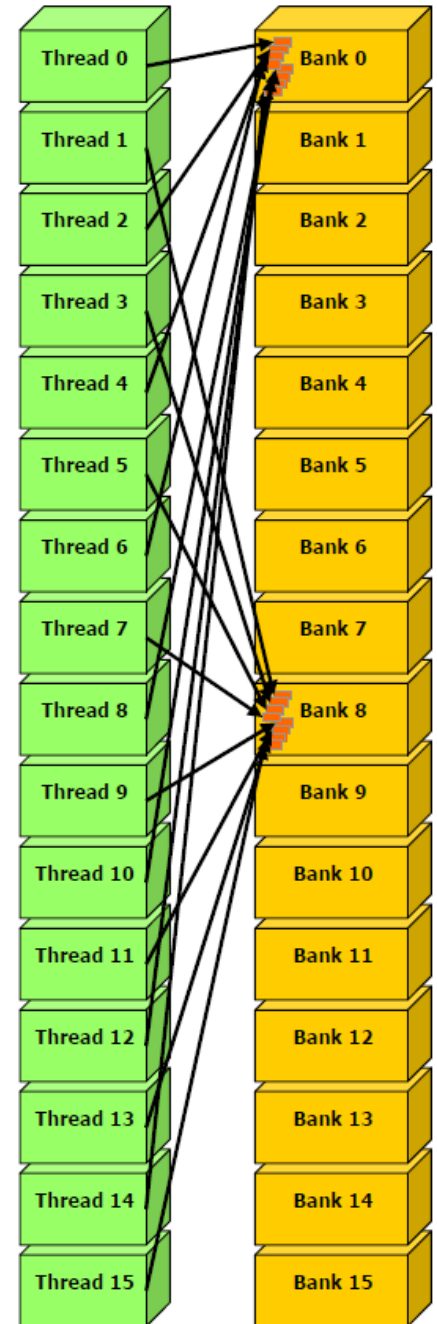 Thread 0
Bank 0
Thread 1
Bank 1
Thread 2
Bank 2
Thread 3
Bank 3
Thread 4
Bank 4
Thread 5
Bank 5
Thread 6
Bank 6
Thread 7
Bank 7
Thread 8
Bank 8
Thread 9
Bank 9
Thread 10
Bank 10
Thread 11
Bank 11
Thread 12
Bank 12
Thread 13
Bank 13
Thread 14
Bank 14
Thread 15
Bank 15